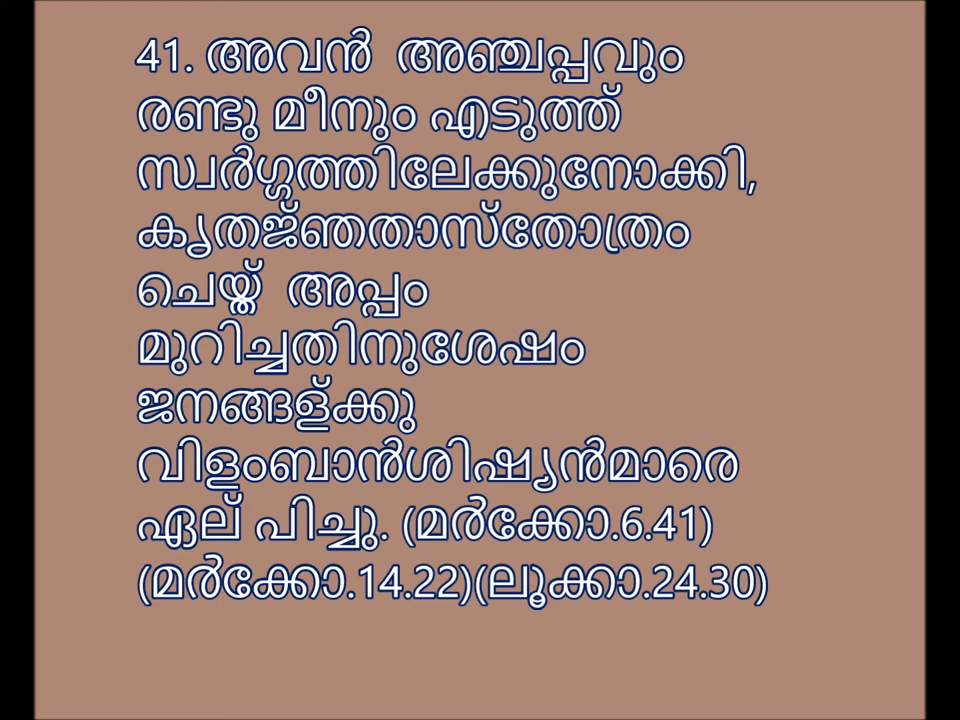 41. അവൻ അഞ്ചപ്പവും
രണ്ടു മീനും എടുത്ത്
സ്വർഗ്ഗത്തിലേക്കുനോക്കി,
കൃതജ്ഞതാസ്തോത്രം
ചെയ്ത് അപ്പം
മുറിച്ചതിനുശേഷം
ജനങ്ങള്ക്കു
വിളംബാൻശിഷ്യൻമാരെ
ഏല് പിച്ചു. (മർക്കോ.6.41)
(മർക്കോ.14.22)(ലൂക്കാ.24.30)